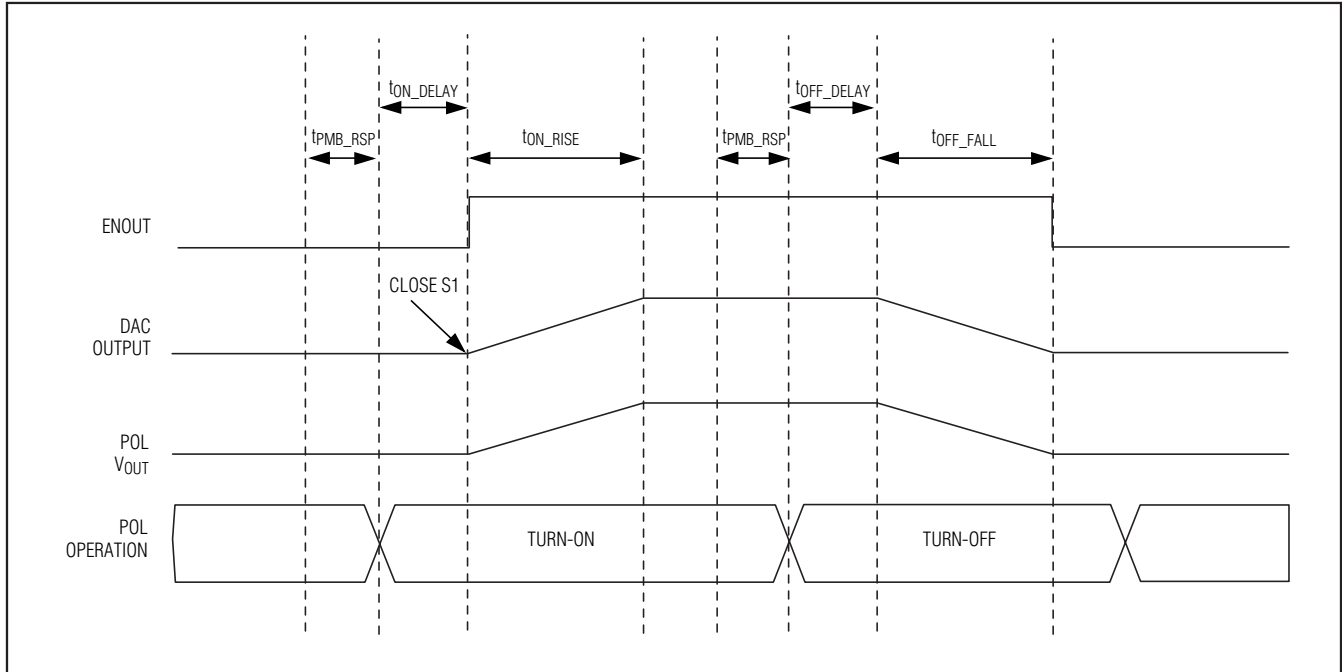 tON_DELAY
tOFF_DELAY
tPMB_RSP
tON_RISE
tPMB_RSP
tOFF_FALL
ENOUT
CLOSE S1
DAC
OUTPUT
POL
VOUT
POL
OPERATION
TURN-ON
TURN-OFF